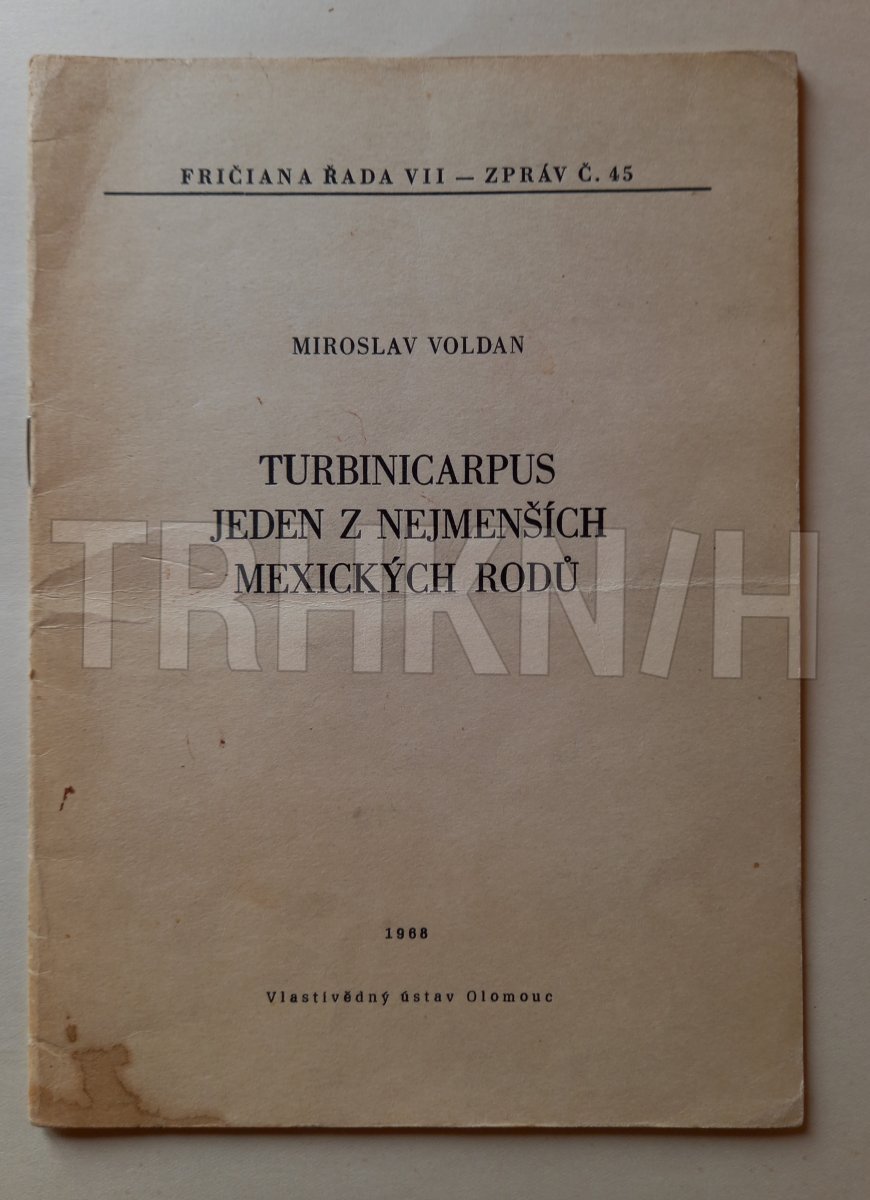 FRIČIANA ŘADA VII — ZPRÁV Č. 45
MIROSLAV VOLDAN
TURBINICARPUS
JEDEN Z NEJMENŠÍCH
MEXICKÝCH RODŮ
TRHKNIH
1968
Vlastivědný ústav Olomouc